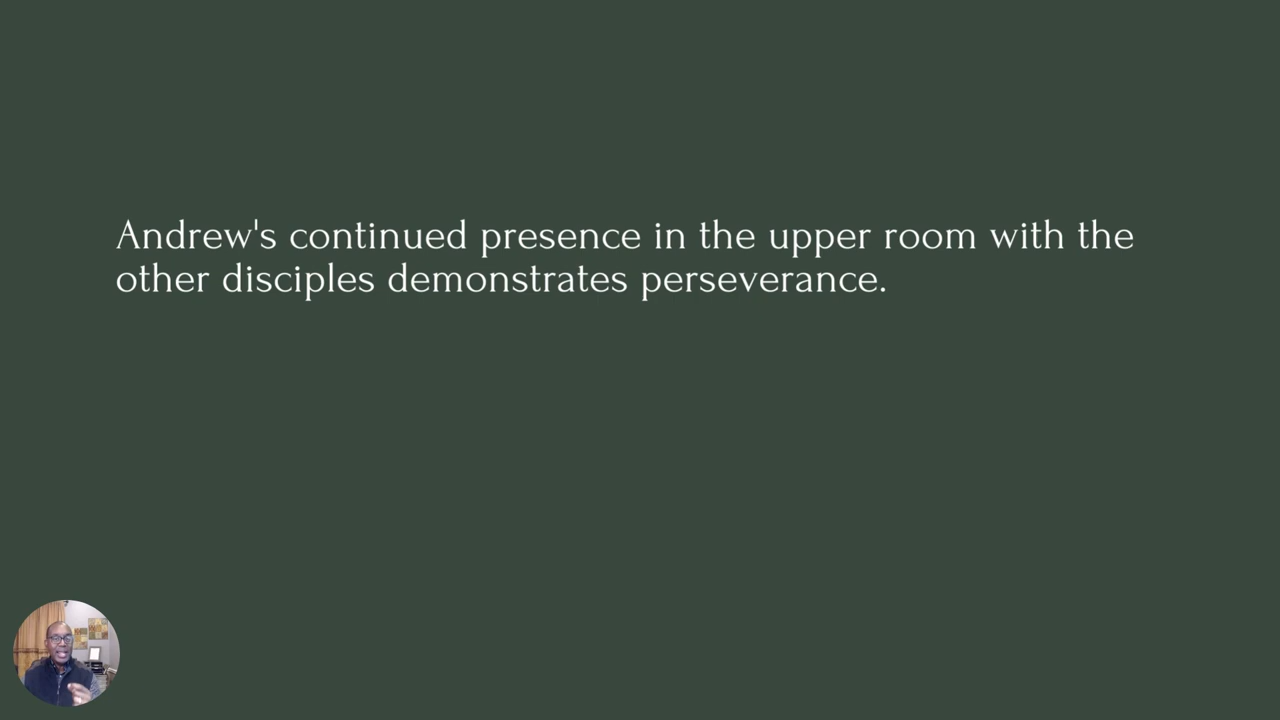 Andrew's continued presence in the upper room with the
other disciples demonstrates perseverance.